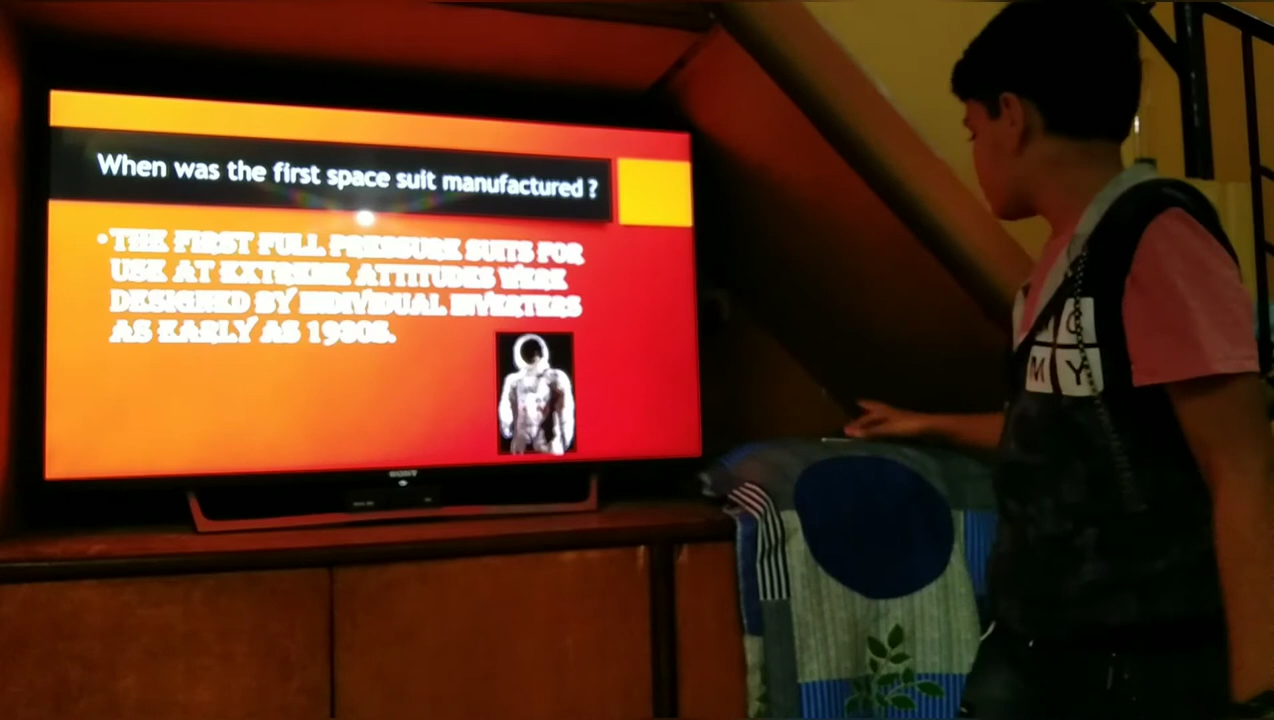 When was the first space suit manufactured ?
• THE FIRST FULL PRESSURE SUITS FOR
USE AT EXTREME ATTITUDES WERE
DESIGNED BY INDIVIDUAL INVERTERS
AS EARLY AS 1930S.
SONY
M Y